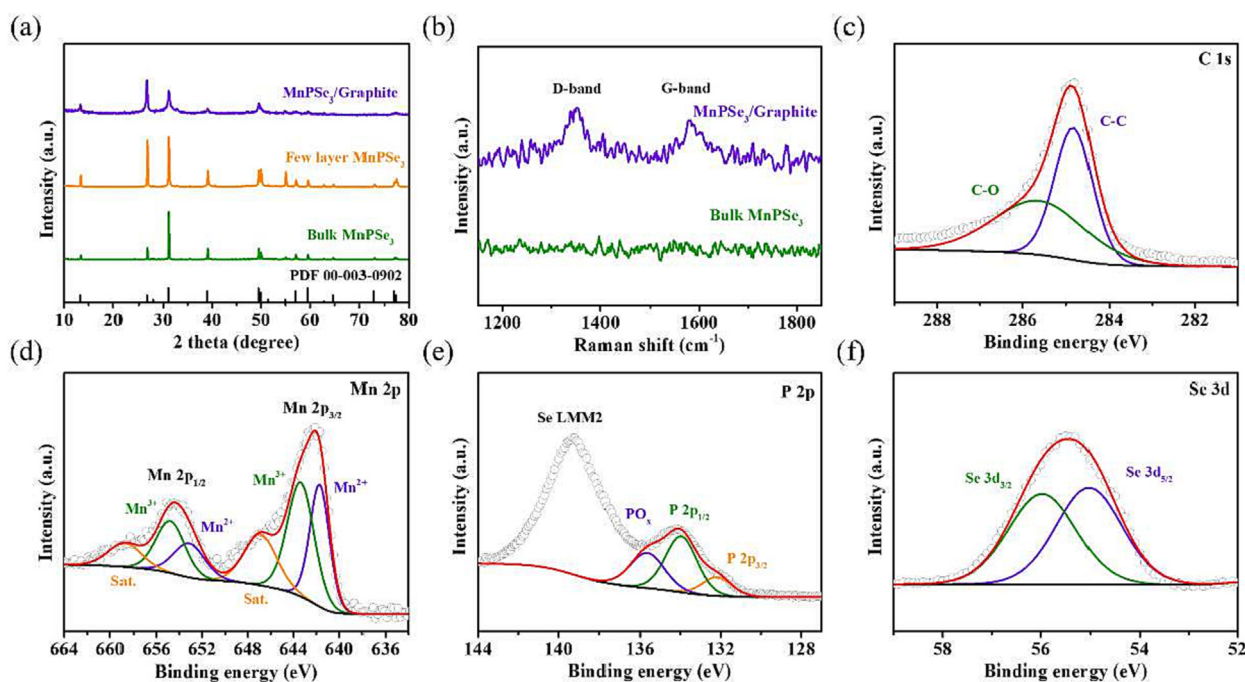 (a)
Intensity (a.u.)
MnPSe₃/Graphite
Few layer MnPSe₃
Bulk MnPSe₃
PDF 00-003-0902
10 20 30 40 50 60 70 80
2 theta (degree)
(b)
Intensity (a.u.)
D-band
G-band
MnPSe₃/Graphite
Bulk MnPSe₃
1200 1400 1600 1800
Raman shift (cm⁻¹)
(c)
C 1s
Intensity (a.u.)
C-C
C-O
288 286 284 282
Binding energy (eV)
(d)
Mn 2p
Intensity (a.u.)
Mn 2p₃/₂
Mn 2p₁/₂
Mn³⁺
Mn²⁺
Mn³⁺
Mn²⁺
Sat.
Sat.
664 660 656 652 648 644 640 636
Binding energy (eV)
(e)
P 2p
Intensity (a.u.)
Se LMM2
POₓ
P 2p₁/₂
P 2p₃/₂
144 140 136 132 128
Binding energy (eV)
(f)
Se 3d
Intensity (a.u.)
Se 3d₃/₂
Se 3d₅/₂
58 56 54 52
Binding energy (eV)